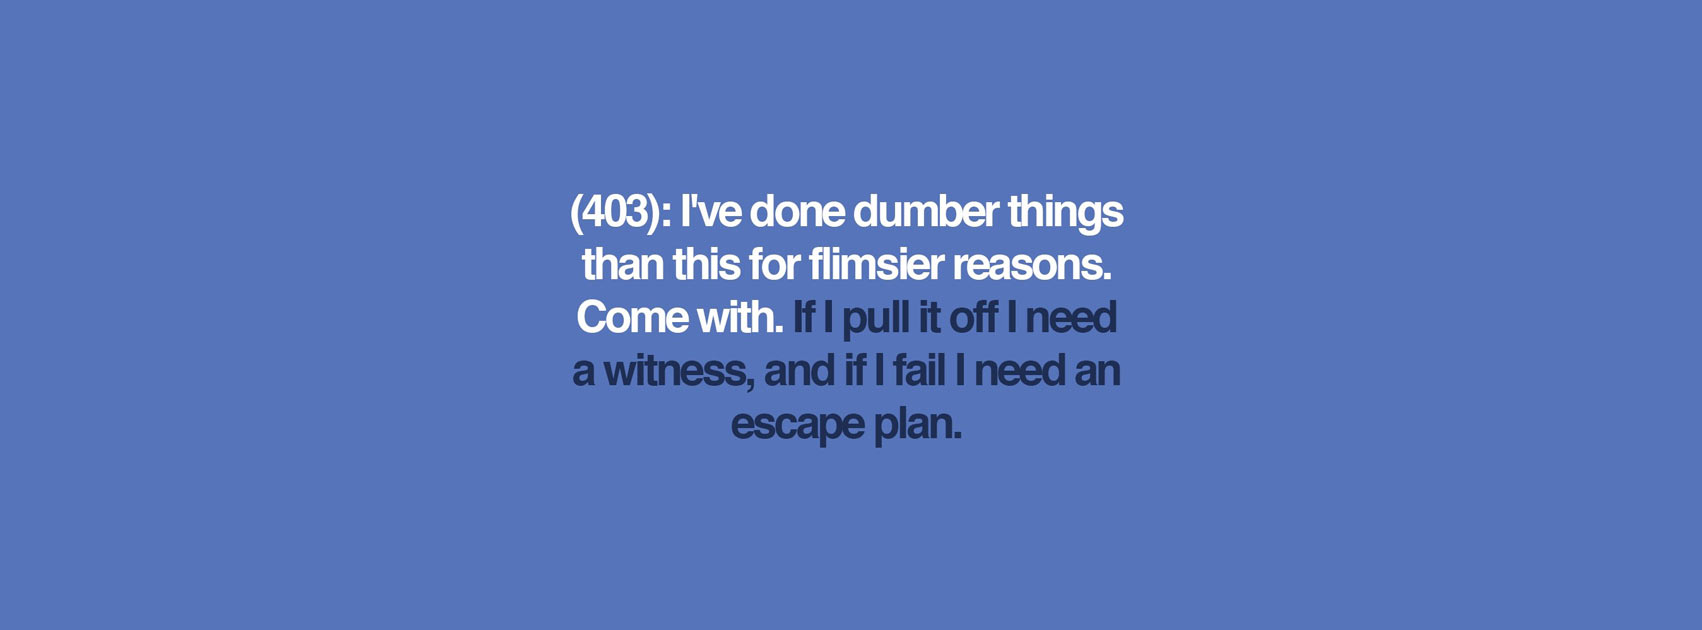 (403): I've done dumber things
than this for flimsier reasons.
Come with. If I pull it off I need
a witness, and if I fail I need an
escape plan.